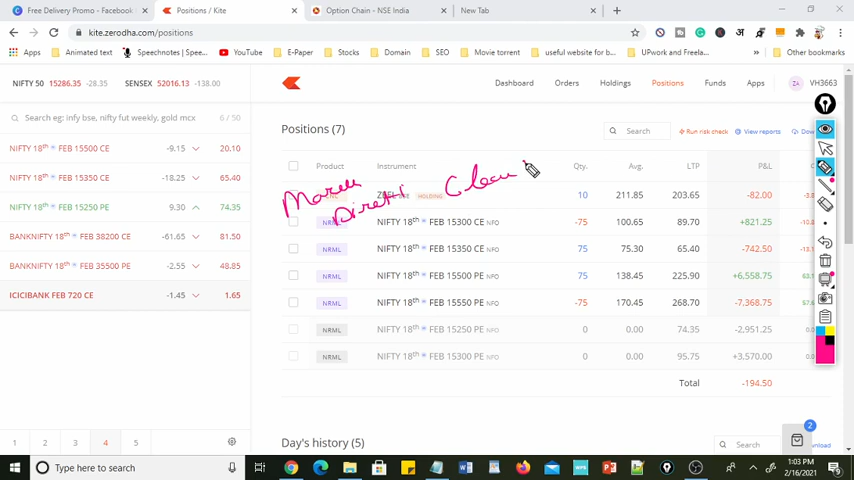 Free Delivery Promo - Facebook
Positions / Kite
Option Chain - NSE India
New Tab
kite.zerodha.com/positions
Apps
Animated text
Speechnotes | Spee...
YouTube
E-Paper
Stocks
Domain
SEO
Movie torrent
useful website for b...
UPwork and Freela...
Other bookmarks
NIFTY 50 15286.35 -28.35 SENSEX 52016.13 -138.00
Dashboard Orders Holdings Positions Funds Apps ZA VH3663
Search eg: infy bse, nifty fut weekly, gold mcx 6 / 50
NIFTY 18th FEB 15500 CE -9.15 20.10
NIFTY 18th FEB 15350 CE -18.25 65.40
NIFTY 18th FEB 15250 PE 9.30 74.35
BANKNIFTY 18th FEB 38200 CE -61.65 81.50
BANKNIFTY 18th FEB 35500 PE -2.55 48.85
ICICIBANK FEB 720 CE -1.45 1.65
Positions (7)
Search Run risk check View reports
Product Instrument Qty. Avg. LTP P&L
HOLDING 10 211.85 203.65 -82.00
NRML NIFTY 18th FEB 15300 CE NFO -75 100.65 89.70 +821.25
NRML NIFTY 18th FEB 15350 CE NFO 75 75.30 65.40 -742.50
NRML NIFTY 18th FEB 15500 PE NFO 75 138.45 225.90 +6,558.75
NRML NIFTY 18th FEB 15550 PE NFO -75 170.45 268.70 -7,368.75
NRML NIFTY 18th FEB 15250 PE NFO 0 0.00 74.35 -2,951.25
NRML NIFTY 18th FEB 15300 PE NFO 0 0.00 95.75 +3,570.00
Total -194.50
Day's history (5)
Search
1 2 3 4 5
2
Type here to search
1:03 PM
2/16/2021